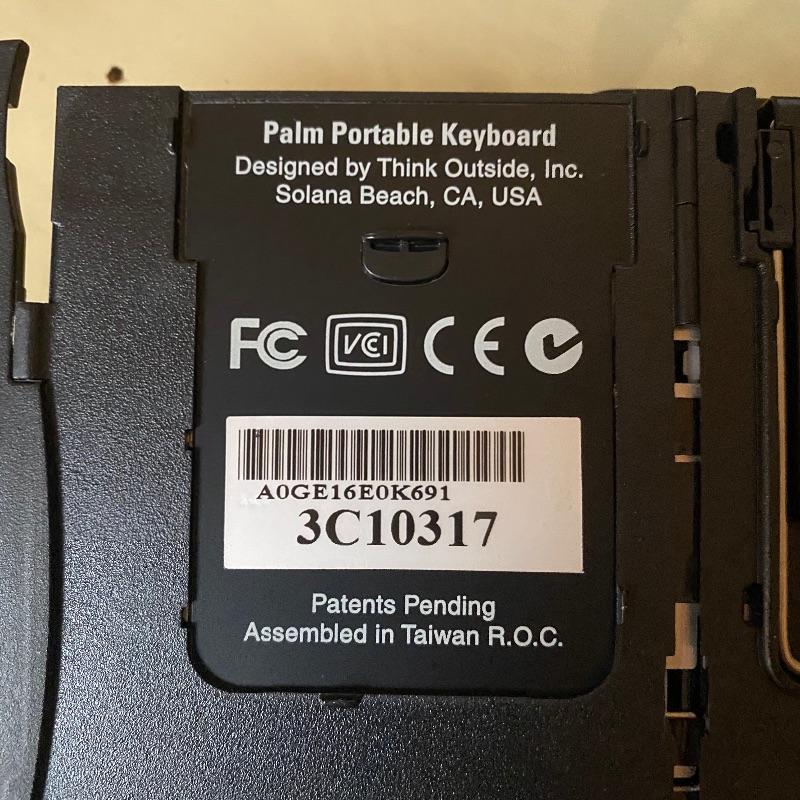 Palm Portable Keyboard
Designed by Think Outside, Inc.
Solana Beach, CA, USA
FC VCI CE
A0GE16E0K691
3C10317
Patents Pending
Assembled in Taiwan R.O.C.